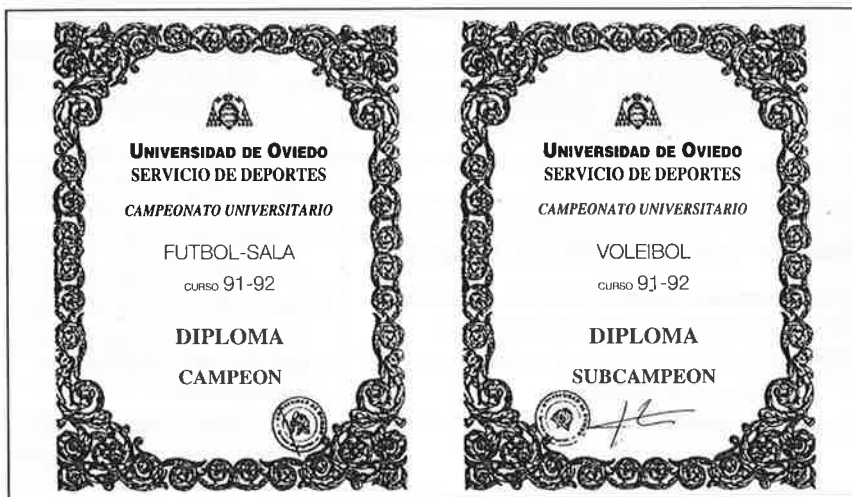 UNIVERSIDAD DE OVIEDO
SERVICIO DE DEPORTES
CAMPEONATO UNIVERSITARIO
FUTBOL-SALA
CURSO 91-92
DIPLOMA
CAMPEON
UNIVERSIDAD DE OVIEDO
SERVICIO DE DEPORTES
CAMPEONATO UNIVERSITARIO
VOLEIBOL
CURSO 91-92
DIPLOMA
SUBCAMPEON